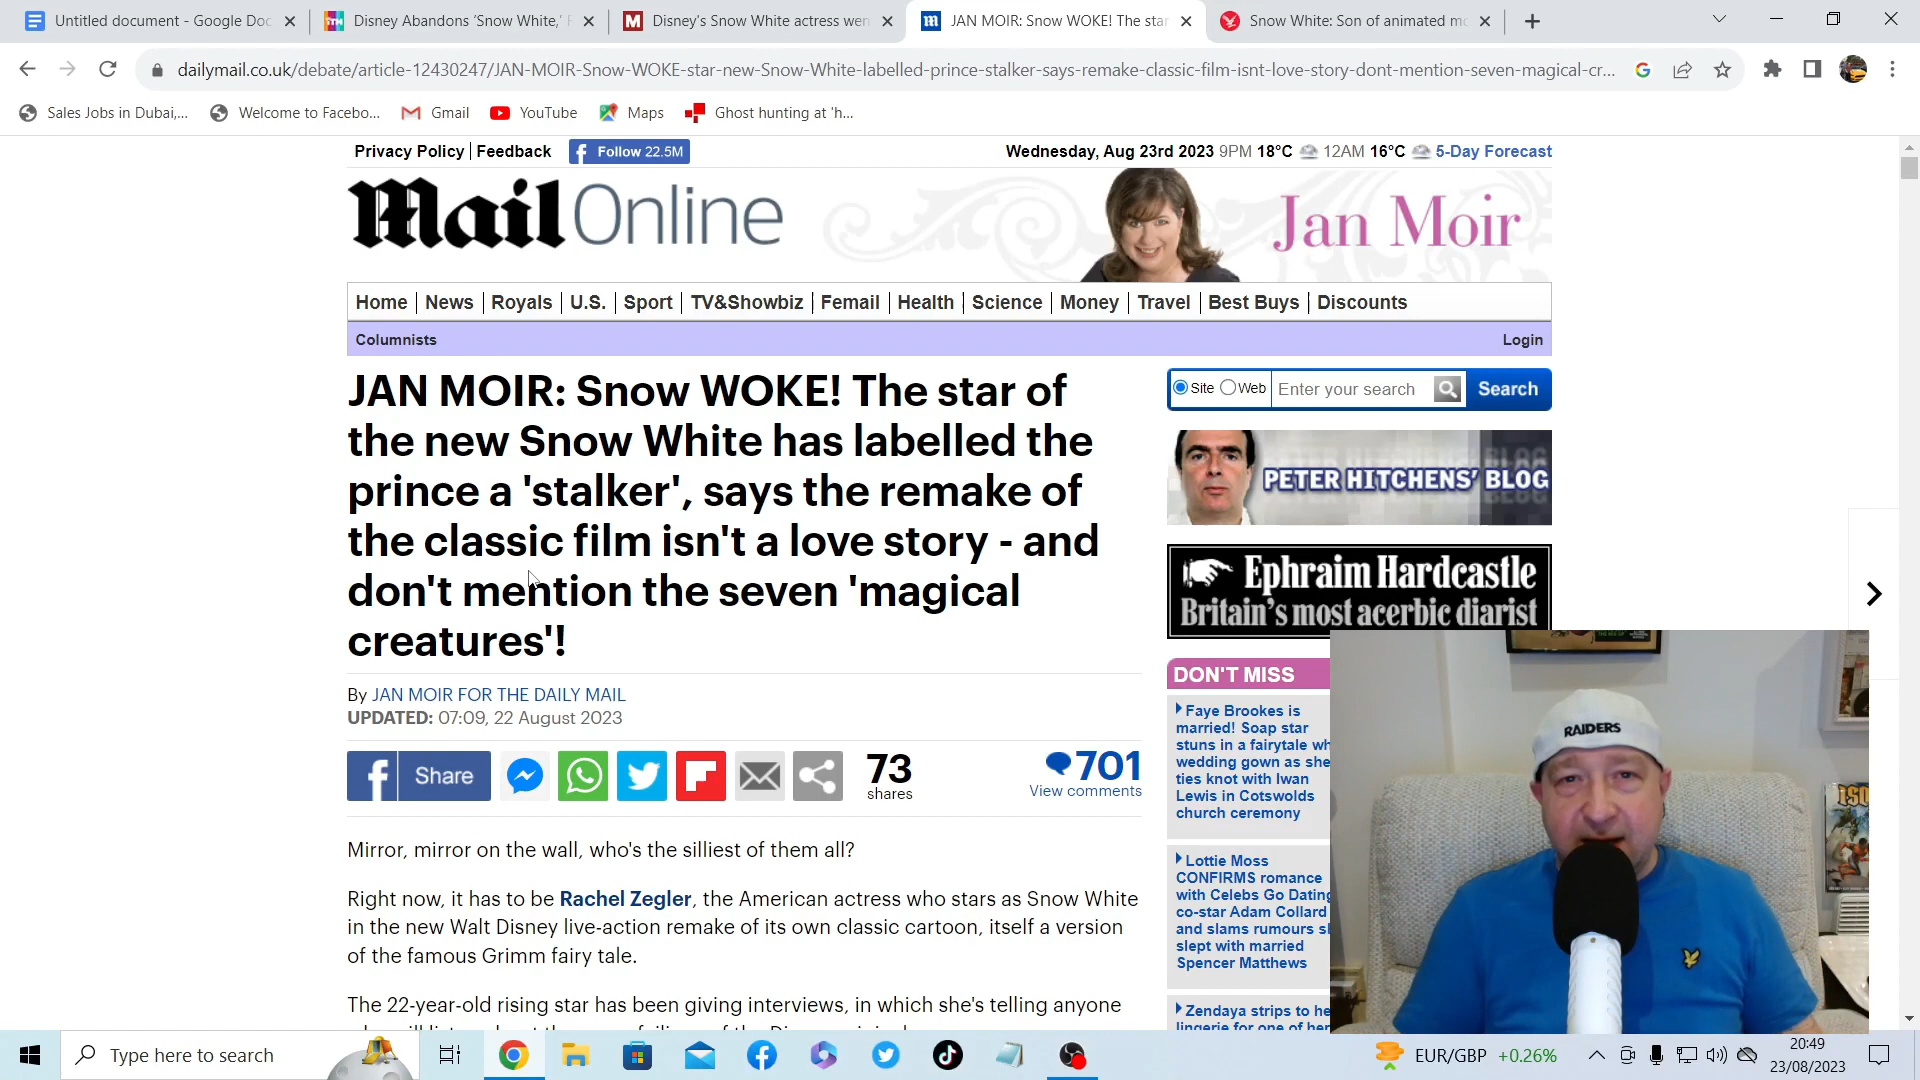 Untitled document - Google Doc
Disney Abandons 'Snow White,'
Disney's Snow White actress wen
JAN MOIR: Snow WOKE! The star
Snow White: Son of animated mo
dailymail.co.uk/debate/article-12430247/JAN-MOIR-Snow-WOKE-star-new-Snow-White-labelled-prince-stalker-says-remake-classic-film-isnt-love-story-dont-mention-seven-magical-cr...
Sales Jobs in Dubai,...
Welcome to Facebo...
Gmail
YouTube
Maps
Ghost hunting at 'h...
Privacy Policy
Feedback
Follow 22.5M
Wednesday, Aug 23rd 2023 9PM 18°C 12AM 16°C 5-Day Forecast
Mail Online
Jan Moir
Home News Royals U.S. Sport TV&Showbiz Femail Health Science Money Travel Best Buys Discounts
Columnists
Login
JAN MOIR: Snow WOKE! The star of
the new Snow White has labelled the
prince a 'stalker', says the remake of
the classic film isn't a love story - and
don't mention the seven 'magical
creatures'!
By JAN MOIR FOR THE DAILY MAIL
UPDATED: 07:09, 22 August 2023
Share
73
shares
701
View comments
Mirror, mirror on the wall, who's the silliest of them all?
Right now, it has to be Rachel Zegler, the American actress who stars as Snow White
in the new Walt Disney live-action remake of its own classic cartoon, itself a version
of the famous Grimm fairy tale.
The 22-year-old rising star has been giving interviews, in which she's telling anyone
Site Web Enter your search Search
PETER HITCHENS' BLOG
Ephraim Hardcastle
Britain's most acerbic diarist
DON'T MISS
Faye Brookes is
married! Soap star
stuns in a fairytale wh
wedding gown as she
ties knot with Iwan
Lewis in Cotswolds
church ceremony
Lottie Moss
CONFIRMS romance
with Celebs Go Dating
co-star Adam Collard
and slams rumours sh
slept with married
Spencer Matthews
Zendaya strips to he
lingerie for one of her
RAIDERS
Type here to search
EUR/GBP +0.26%
20:49
23/08/2023